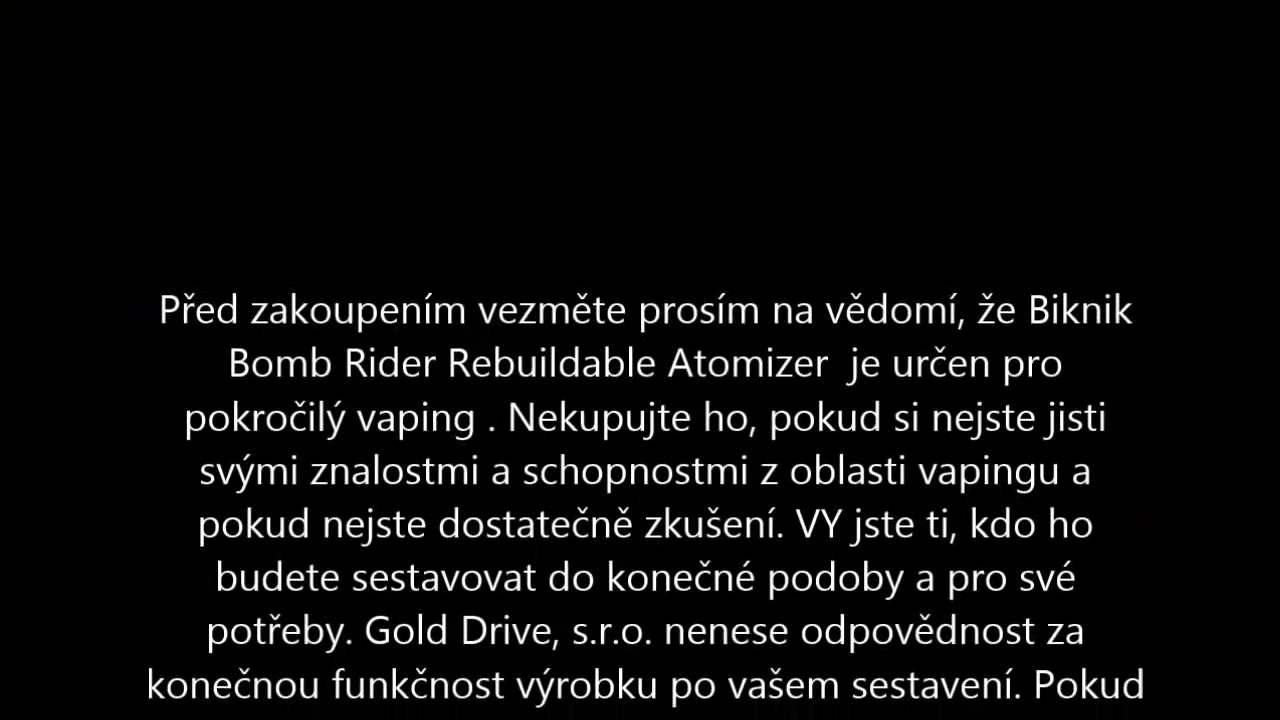 Před zakoupením vezměte prosím na vědomí, že Biknik
Bomb Rider Rebuildable Atomizer  je určen pro
pokročilý vaping . Nekupujte ho, pokud si nejste jisti
svými znalostmi a schopnostmi z oblasti vapingu a
pokud nejste dostatečně zkušení. VY jste ti, kdo ho
budete sestavovat do konečné podoby a pro své
potřeby. Gold Drive, s.r.o. nenese odpovědnost za
konečnou funkčnost výrobku po vašem sestavení. Pokud